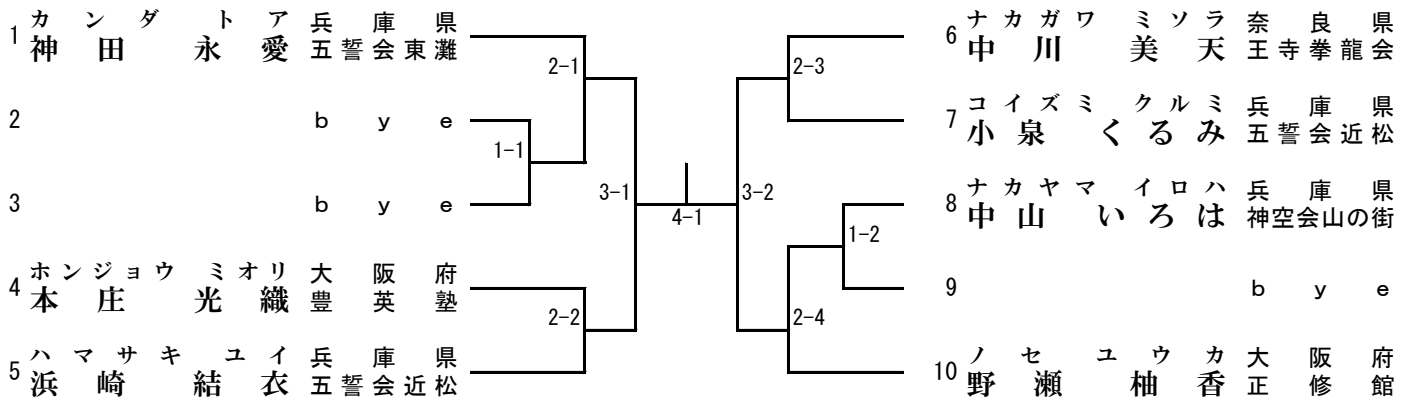 カンダ トア 兵庫県
1 神田 永愛 五誓会東灘
2 bye
3 bye
ホンジョウ ミオリ 大阪府
4 本庄 光織 豊英塾
ハマサキ ユイ 兵庫県
5 浜崎 結衣 五誓会近松
2-1
1-1
2-2
3-1
4-1
3-2
2-3
1-2
2-4
ナカガワ ミソラ 奈良県
6 中川 美天 王寺拳龍会
コイズミ クルミ 兵庫県
7 小泉 くるみ 五誓会近松
ナカヤマ イロハ 兵庫県
8 中山 いろは 神空会山の街
9 bye
ノセ ユウカ 大阪府
10 野瀬 柚香 正修館